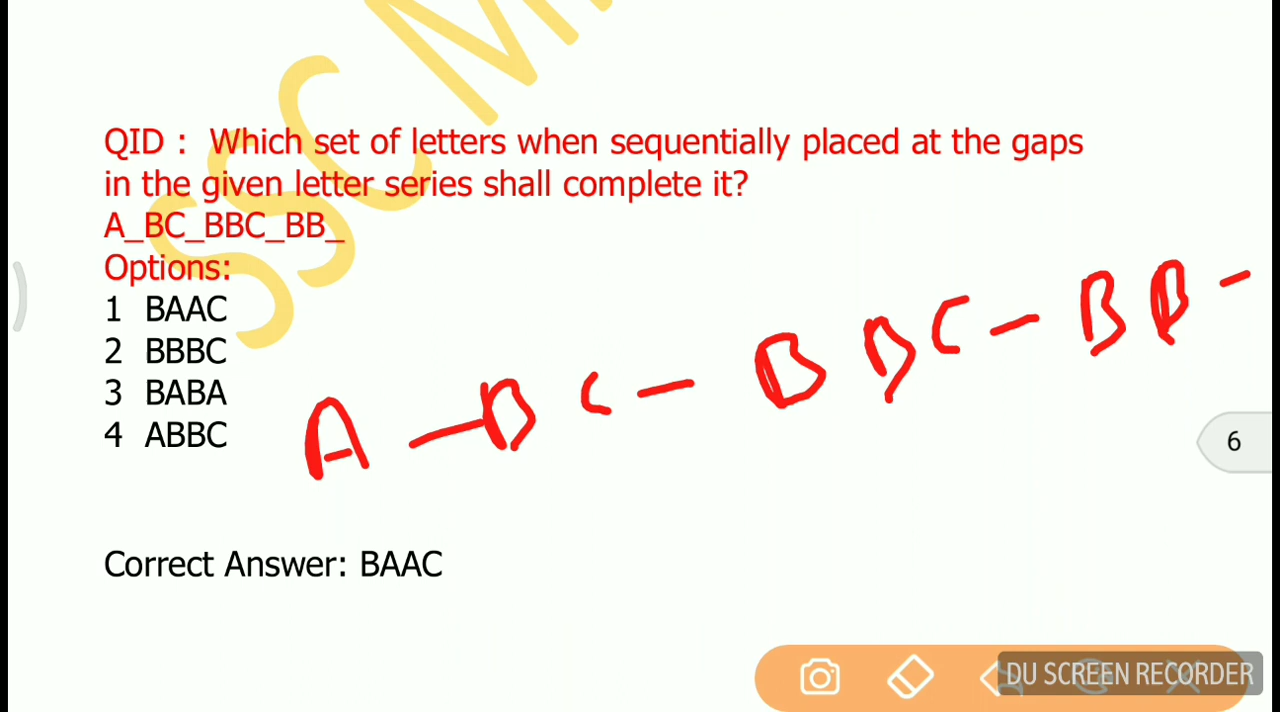 SSC M
QID :  Which set of letters when sequentially placed at the gaps
in the given letter series shall complete it?
A_BC_BBC_BB_
Options:
1  BAAC
2  BBBC
3  BABA
4  ABBC
A – B C – B B C – B B –
6
Correct Answer: BAAC
DU SCREEN RECORDER